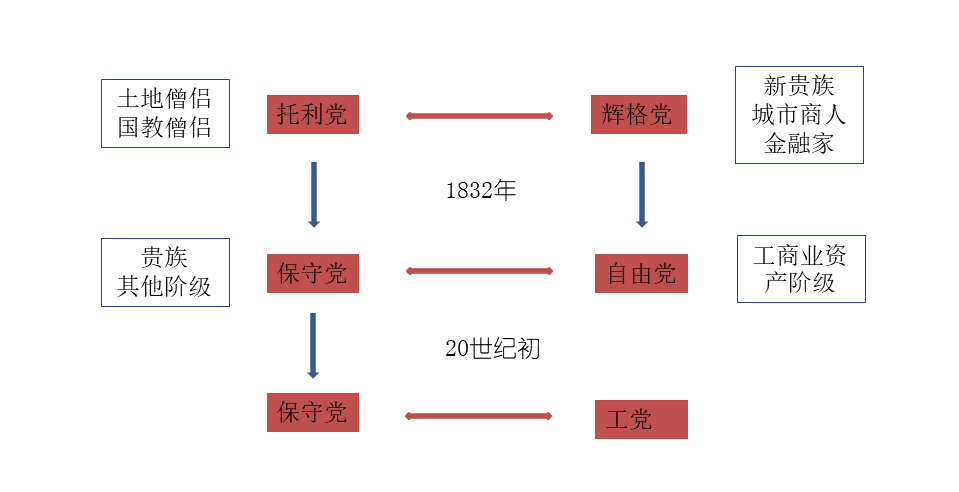 土地僧侣
国教僧侣
托利党
辉格党
新贵族
城市商人
金融家
1832年
贵族
其他阶级
保守党
自由党
工商业资
产阶级
20世纪初
保守党
工党